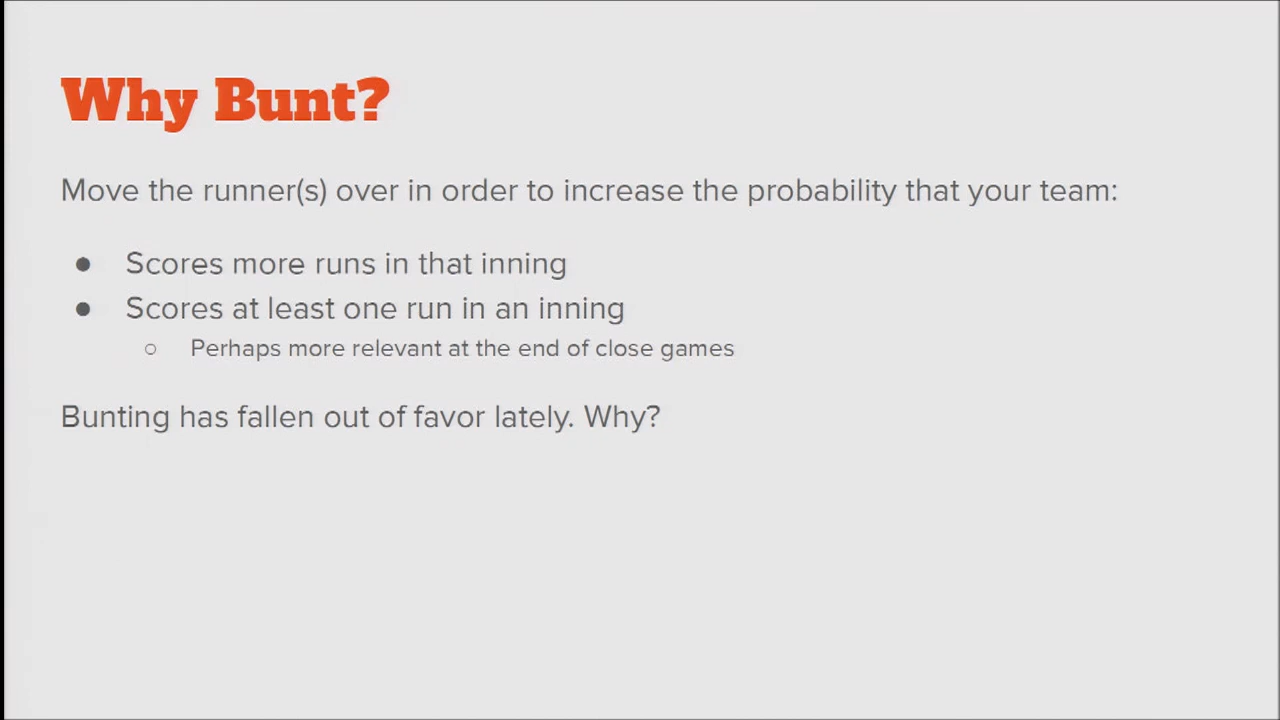 Why Bunt?
Move the runner(s) over in order to increase the probability that your team:
● Scores more runs in that inning
● Scores at least one run in an inning
○ Perhaps more relevant at the end of close games
Bunting has fallen out of favor lately. Why?